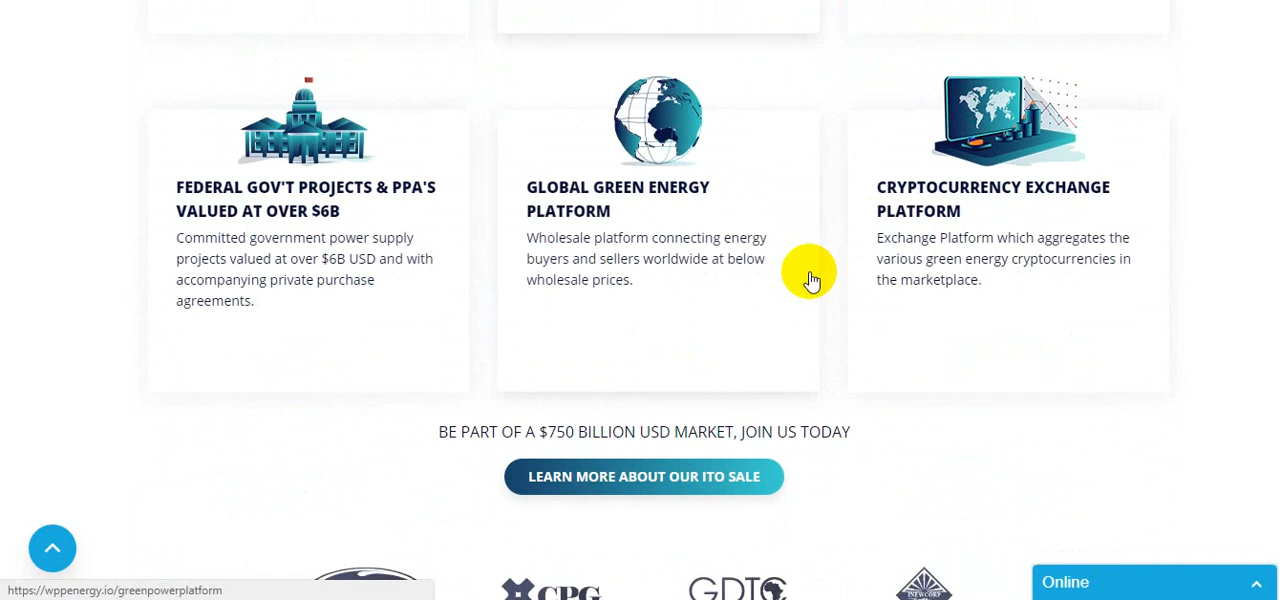 FEDERAL GOV'T PROJECTS & PPA'S
VALUED AT OVER $6B
Committed government power supply
projects valued at over $6B USD and with
accompanying private purchase
agreements.
GLOBAL GREEN ENERGY
PLATFORM
Wholesale platform connecting energy
buyers and sellers worldwide at below
wholesale prices.
CRYPTOCURRENCY EXCHANGE
PLATFORM
Exchange Platform which aggregates the
various green energy cryptocurrencies in
the marketplace.
BE PART OF A $750 BILLION USD MARKET, JOIN US TODAY
LEARN MORE ABOUT OUR ITO SALE
CPG
GDTC
INEWCORP
https://wppenergy.io/greenpowerplatform
Online